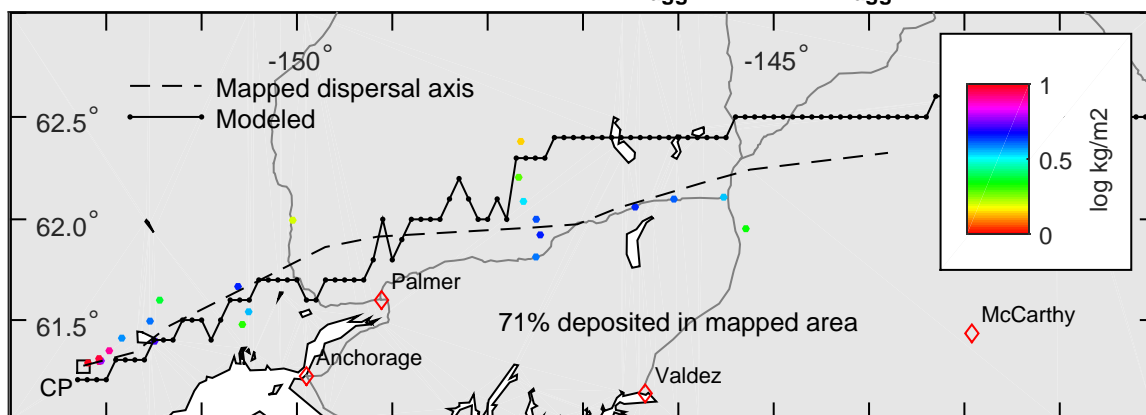 -150°
-145°
Mapped dispersal axis
Modeled
62.5°
62.0°
61.5°
1
0.5
0
log kg/m2
Palmer
McCarthy
71% deposited in mapped area
Anchorage
Valdez
CP